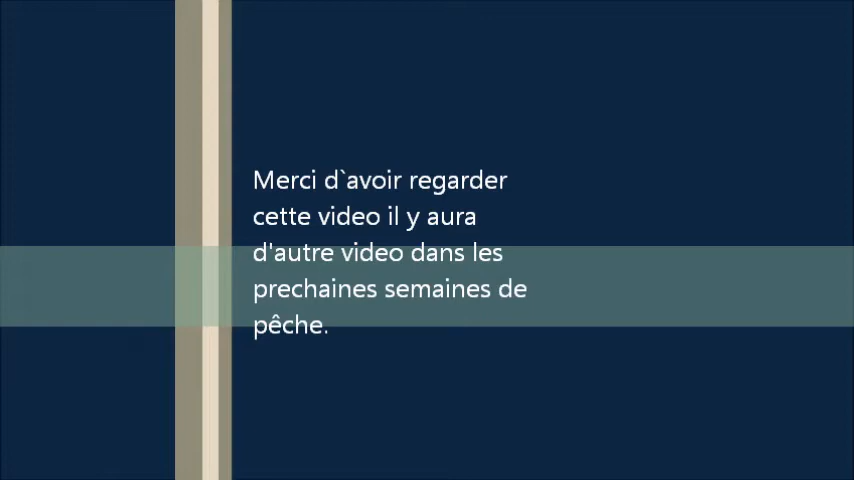 Merci d`avoir regarder
cette video il y aura
d'autre video dans les
prechaines semaines de
pêche.